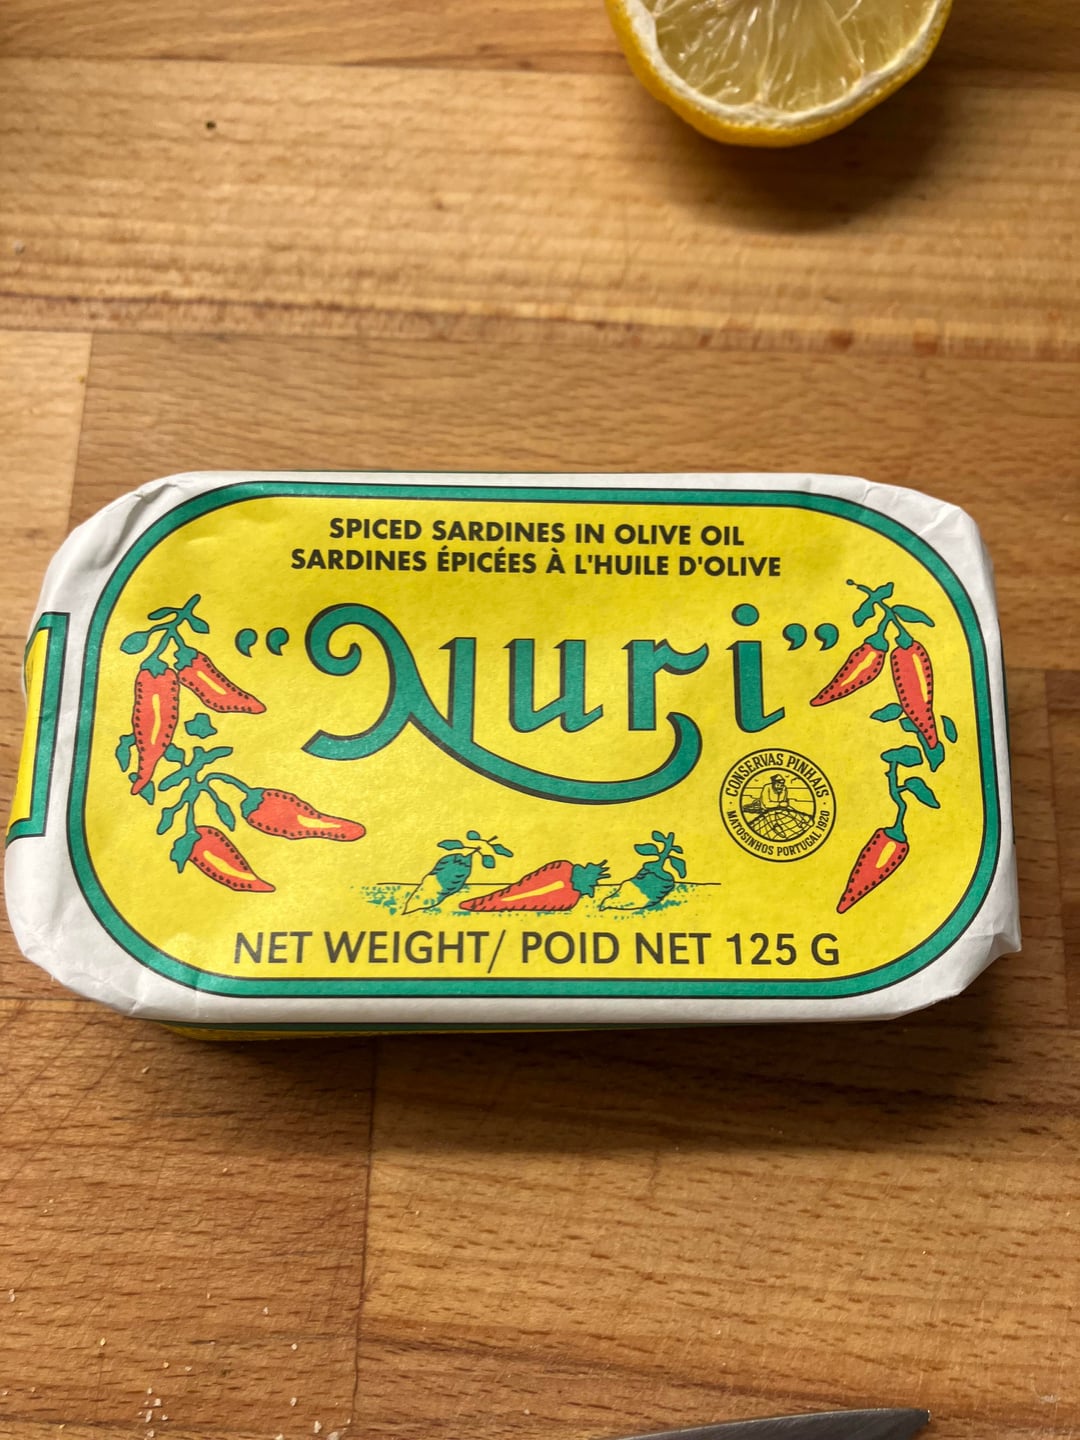 SPICED SARDINES IN OLIVE OIL
SARDINES ÉPICÉES À L'HUILE D'OLIVE
“Nuri”
CONSERVAS PINHAIS
MATOSINHOS PORTUGAL 1920
NET WEIGHT/ POID NET 125 G